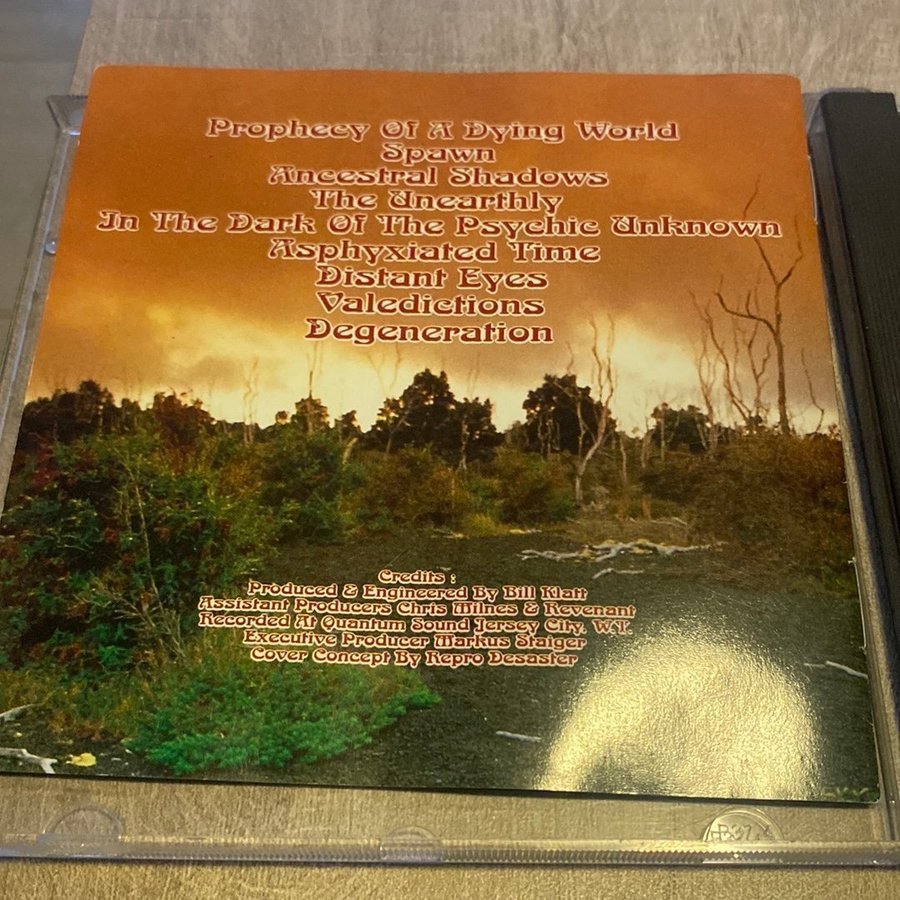 Prophecy Of A Dying World
Spawn
Ancestral Shadows
The Unearthly
In The Dark Of The Psychic Unknown
Asphyxiated Time
Distant Eyes
Valedictions
Degeneration
Credits :
Produced & Engineered By Bill Klatt
Assistant Producers Chris Milnes & Revenant
Recorded At Quantum Sound Jersey City. N.Y.
Executive Producer Markus Staiger
Cover Concept By Repro Desaster